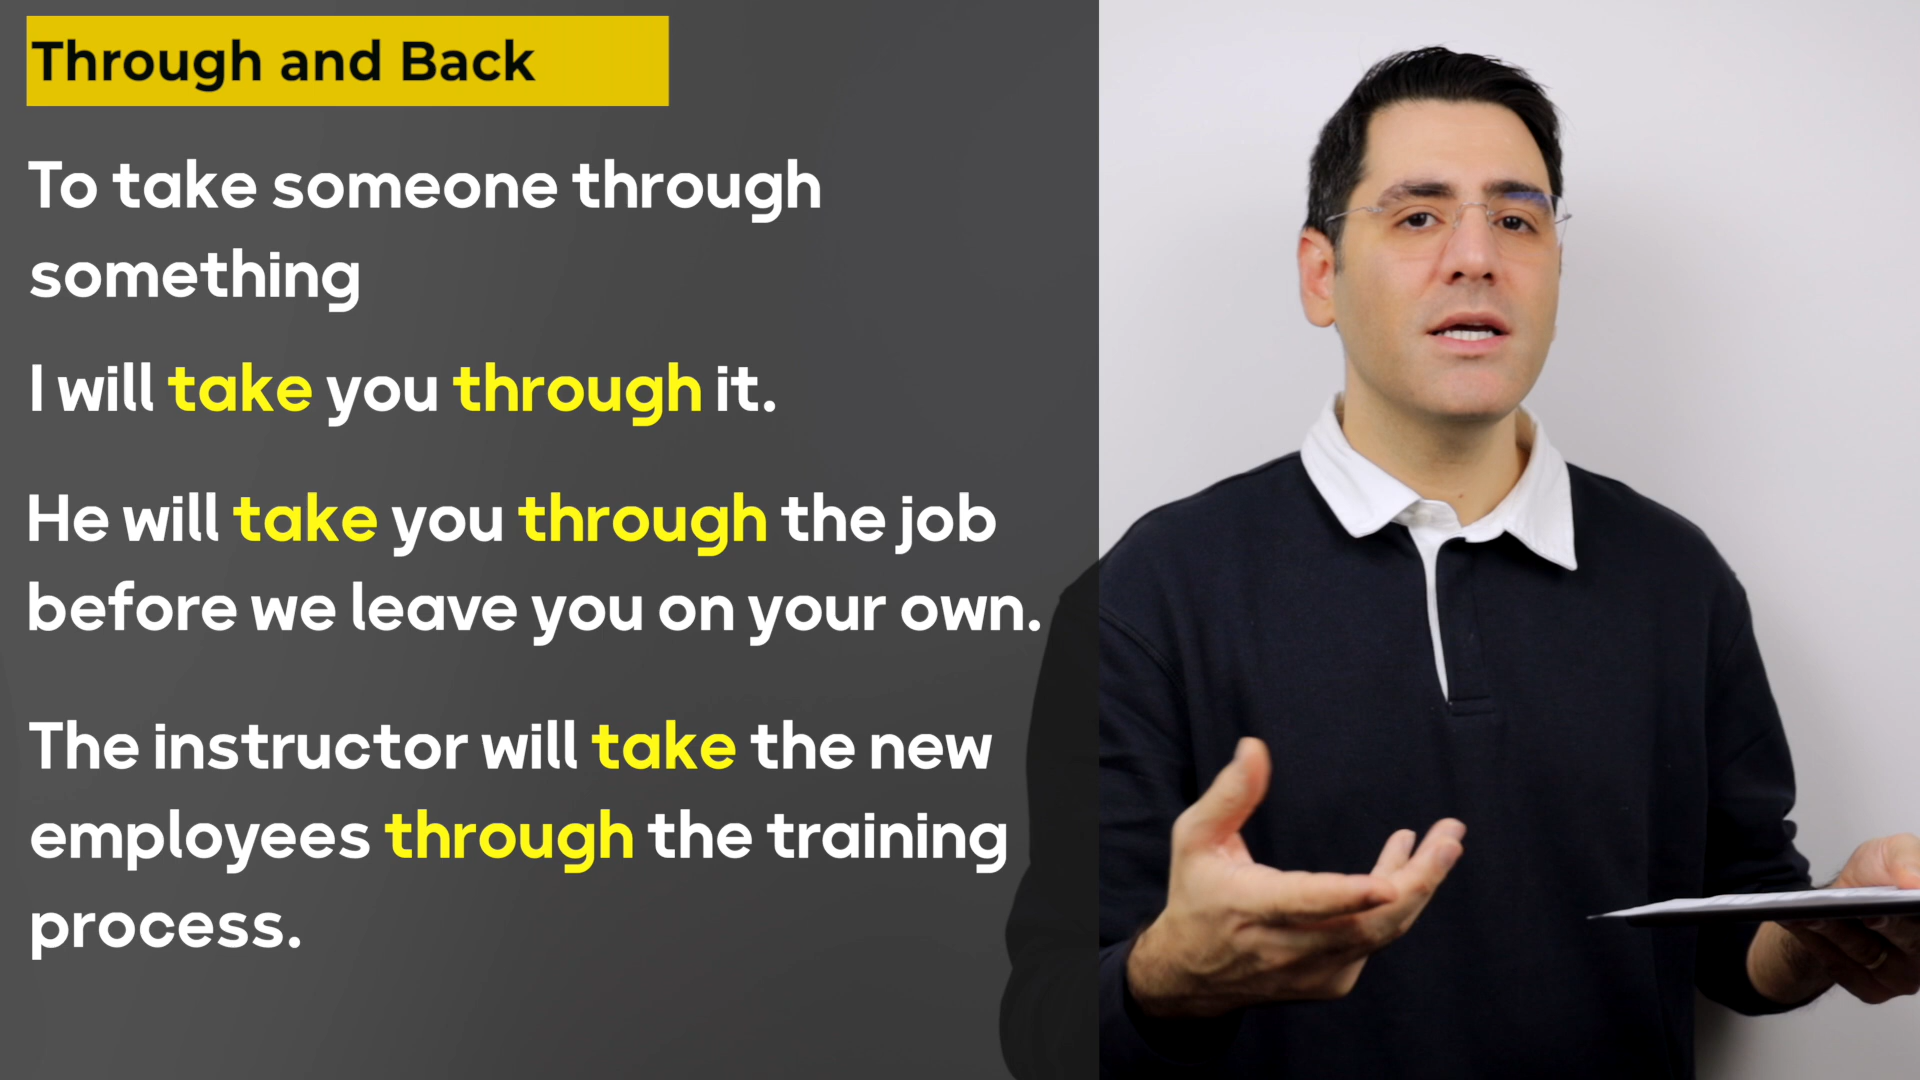 Through and Back
To take someone through
something
I will take you through it.
He will take you through the job
before we leave you on your own.
The instructor will take the new
employees through the training
process.